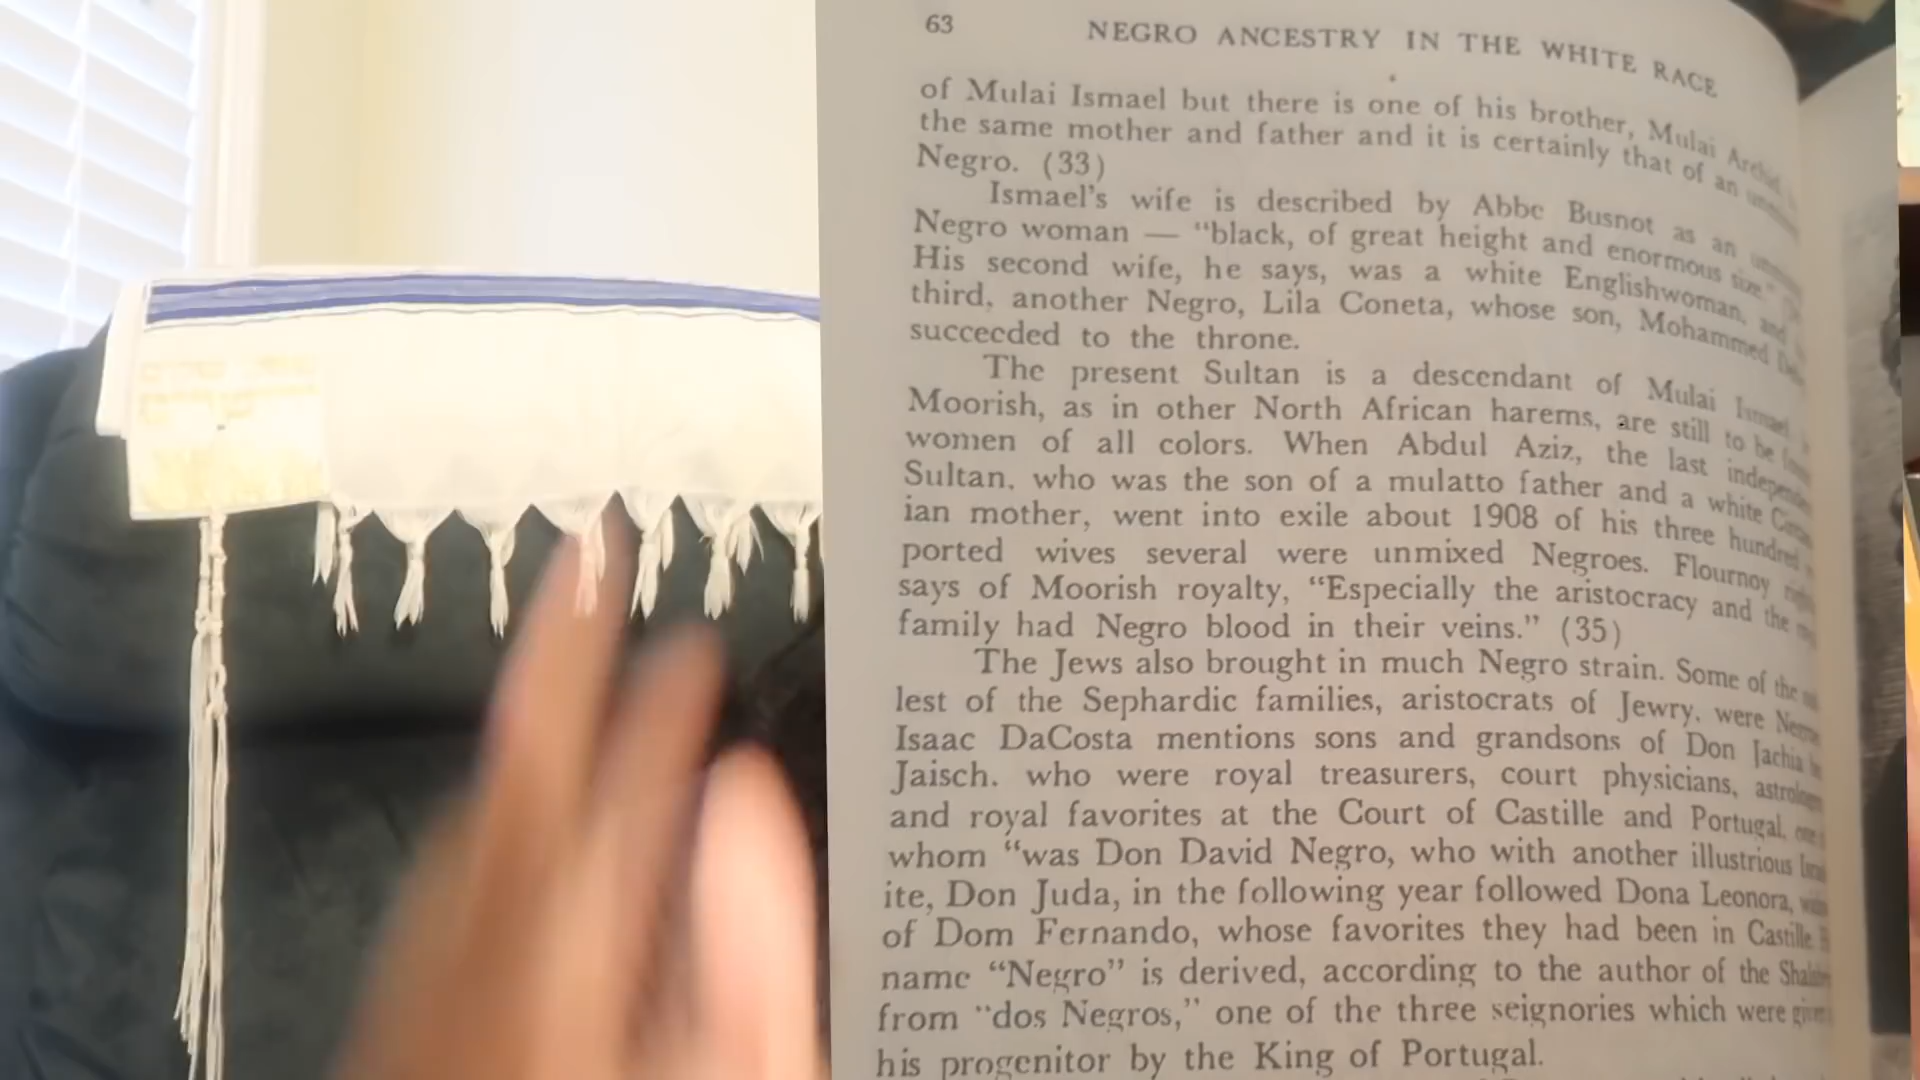 63 NEGRO ANCESTRY IN THE WHITE RACE
of Mulai Ismael but there is one of his brother, Mulai
the same mother and father and it is certainly that of an
Negro. (33)
Ismael's wife is described by Abbe Busnot as an
Negro woman — "black, of great height and enormous size"
His second wife, he says, was a white Englishwoman, and
third, another Negro, Lila Coneta, whose son, Mohammed
succeeded to the throne.
The present Sultan is a descendant of Mulai Ismael
Moorish, as in other North African harems, are still to be
women of all colors. When Abdul Aziz, the last
Sultan, who was the son of a mulatto father and a white
ian mother, went into exile about 1908 of his three hundred
ported wives several were unmixed Negroes. Flournoy
says of Moorish royalty, "Especially the aristocracy and the
family had Negro blood in their veins." (35)
The Jews also brought in much Negro strain. Some of the
lest of the Sephardic families, aristocrats of Jewry, were
Isaac DaCosta mentions sons and grandsons of Don Jachia
Jaisch. who were royal treasurers, court physicians,
and royal favorites at the Court of Castille and Portugal,
whom "was Don David Negro, who with another illustrious
ite, Don Juda, in the following year followed Dona Leonora,
of Dom Fernando, whose favorites they had been in Castille
name "Negro" is derived, according to the author of the
from "dos Negros," one of the three seignories which were
his progenitor by the King of Portugal.